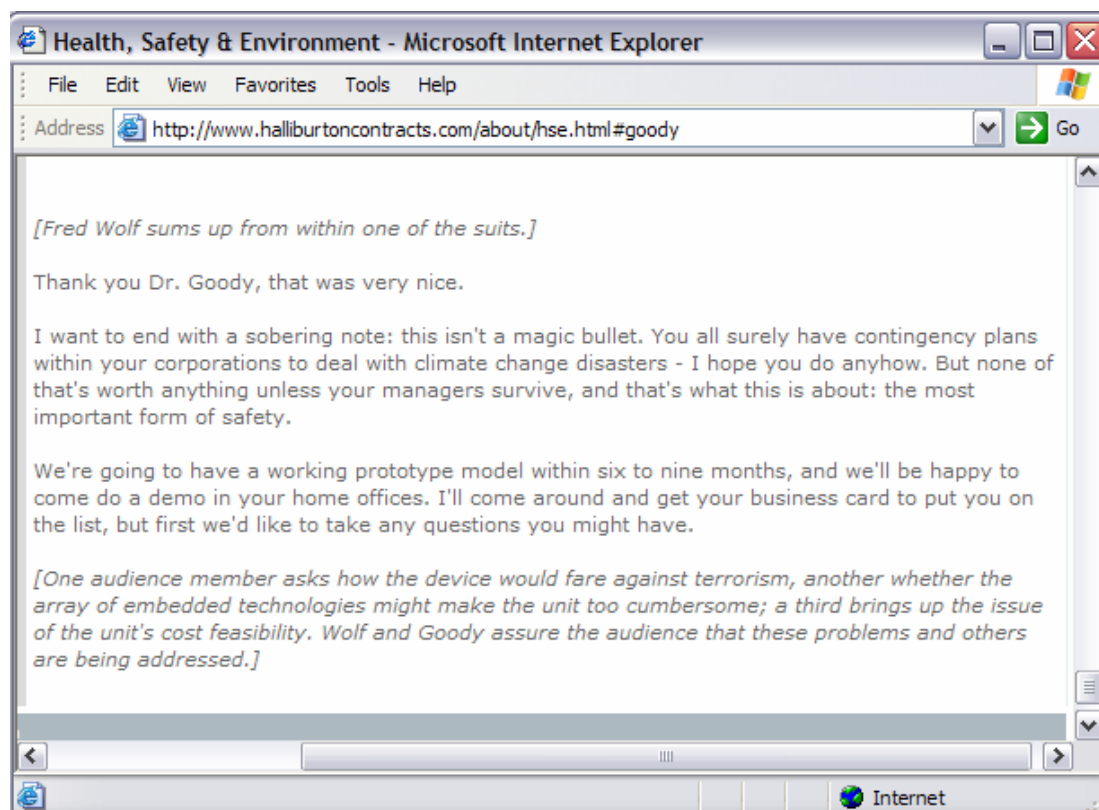 Health, Safety & Environment - Microsoft Internet Explorer
File Edit View Favorites Tools Help
Address http://www.halliburtoncontracts.com/about/hse.html#goody Go
[Fred Wolf sums up from within one of the suits.]
Thank you Dr. Goody, that was very nice.
I want to end with a sobering note: this isn't a magic bullet. You all surely have contingency plans
within your corporations to deal with climate change disasters - I hope you do anyhow. But none of
that's worth anything unless your managers survive, and that's what this is about: the most
important form of safety.
We're going to have a working prototype model within six to nine months, and we'll be happy to
come do a demo in your home offices. I'll come around and get your business card to put you on
the list, but first we'd like to take any questions you might have.
[One audience member asks how the device would fare against terrorism, another whether the
array of embedded technologies might make the unit too cumbersome; a third brings up the issue
of the unit's cost feasibility. Wolf and Goody assure the audience that these problems and others
are being addressed.]
Internet